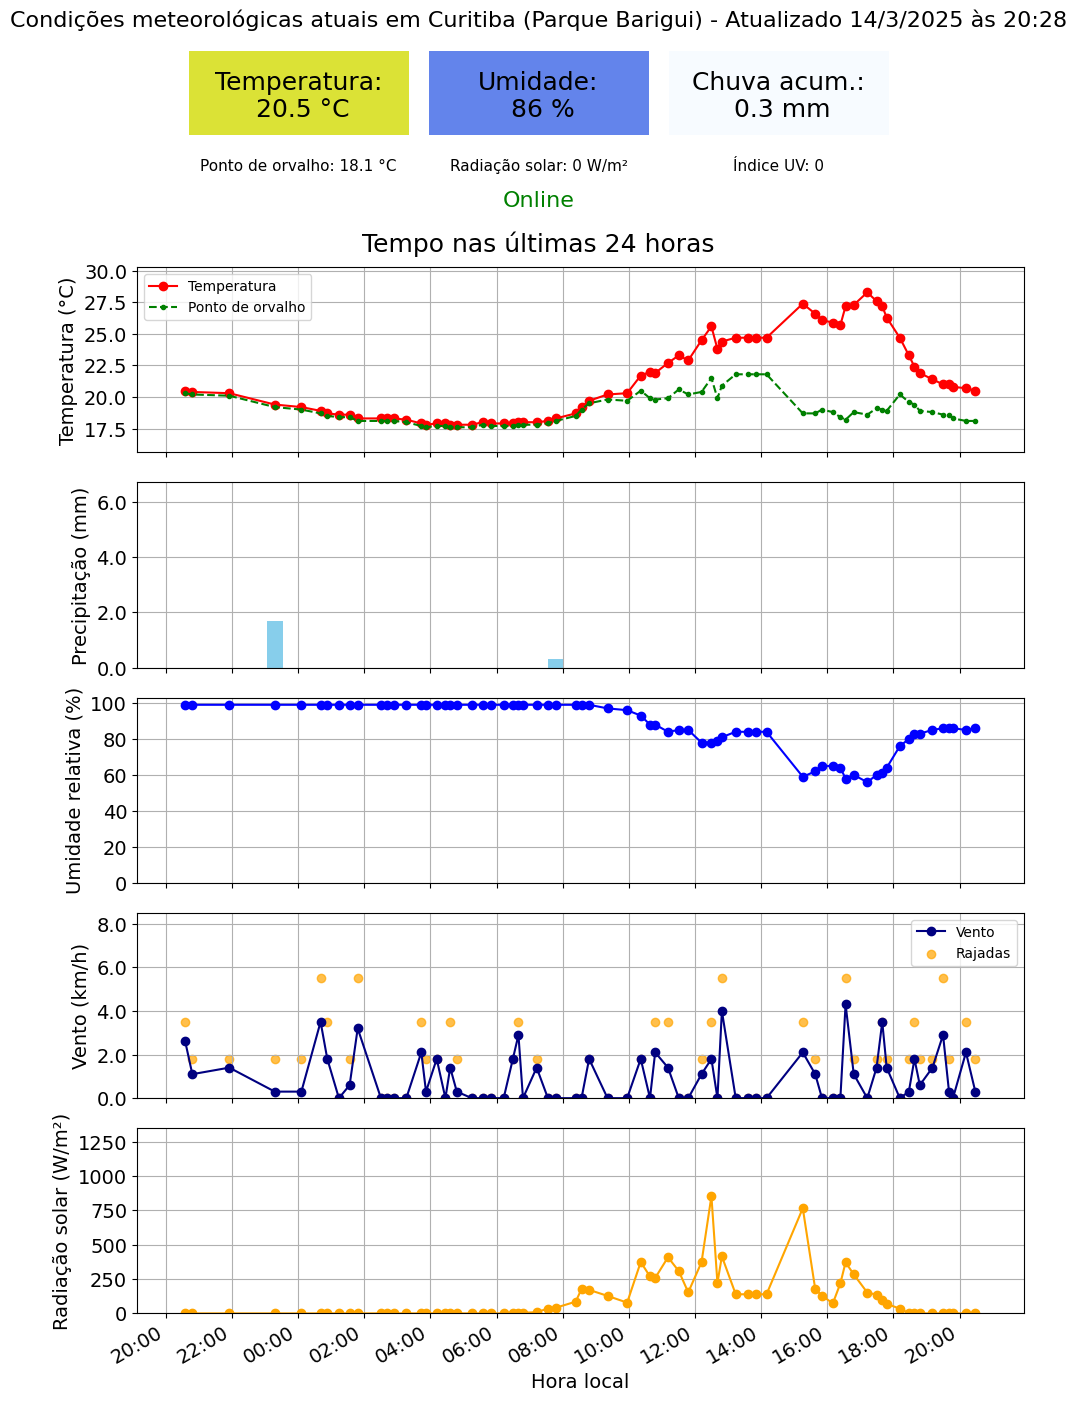 Condições meteorológicas atuais em Curitiba (Parque Barigui) - Atualizado 14/3/2025 às 20:28
Temperatura:
20.5 °C
Umidade:
86 %
Chuva acum.:
0.3 mm
Ponto de orvalho: 18.1 °C
Radiação solar: 0 W/m²
Índice UV: 0
Online
Tempo nas últimas 24 horas
Temperatura (°C)
30.0
27.5
25.0
22.5
20.0
17.5
Temperatura
Ponto de orvalho
Precipitação (mm)
6.0
4.0
2.0
0.0
Umidade relativa (%)
100
80
60
40
20
0
Vento (km/h)
8.0
6.0
4.0
2.0
0.0
Vento
Rajadas
Radiação solar (W/m²)
1250
1000
750
500
250
0
20:00
22:00
00:00
02:00
04:00
06:00
08:00
10:00
12:00
14:00
16:00
18:00
20:00
Hora local